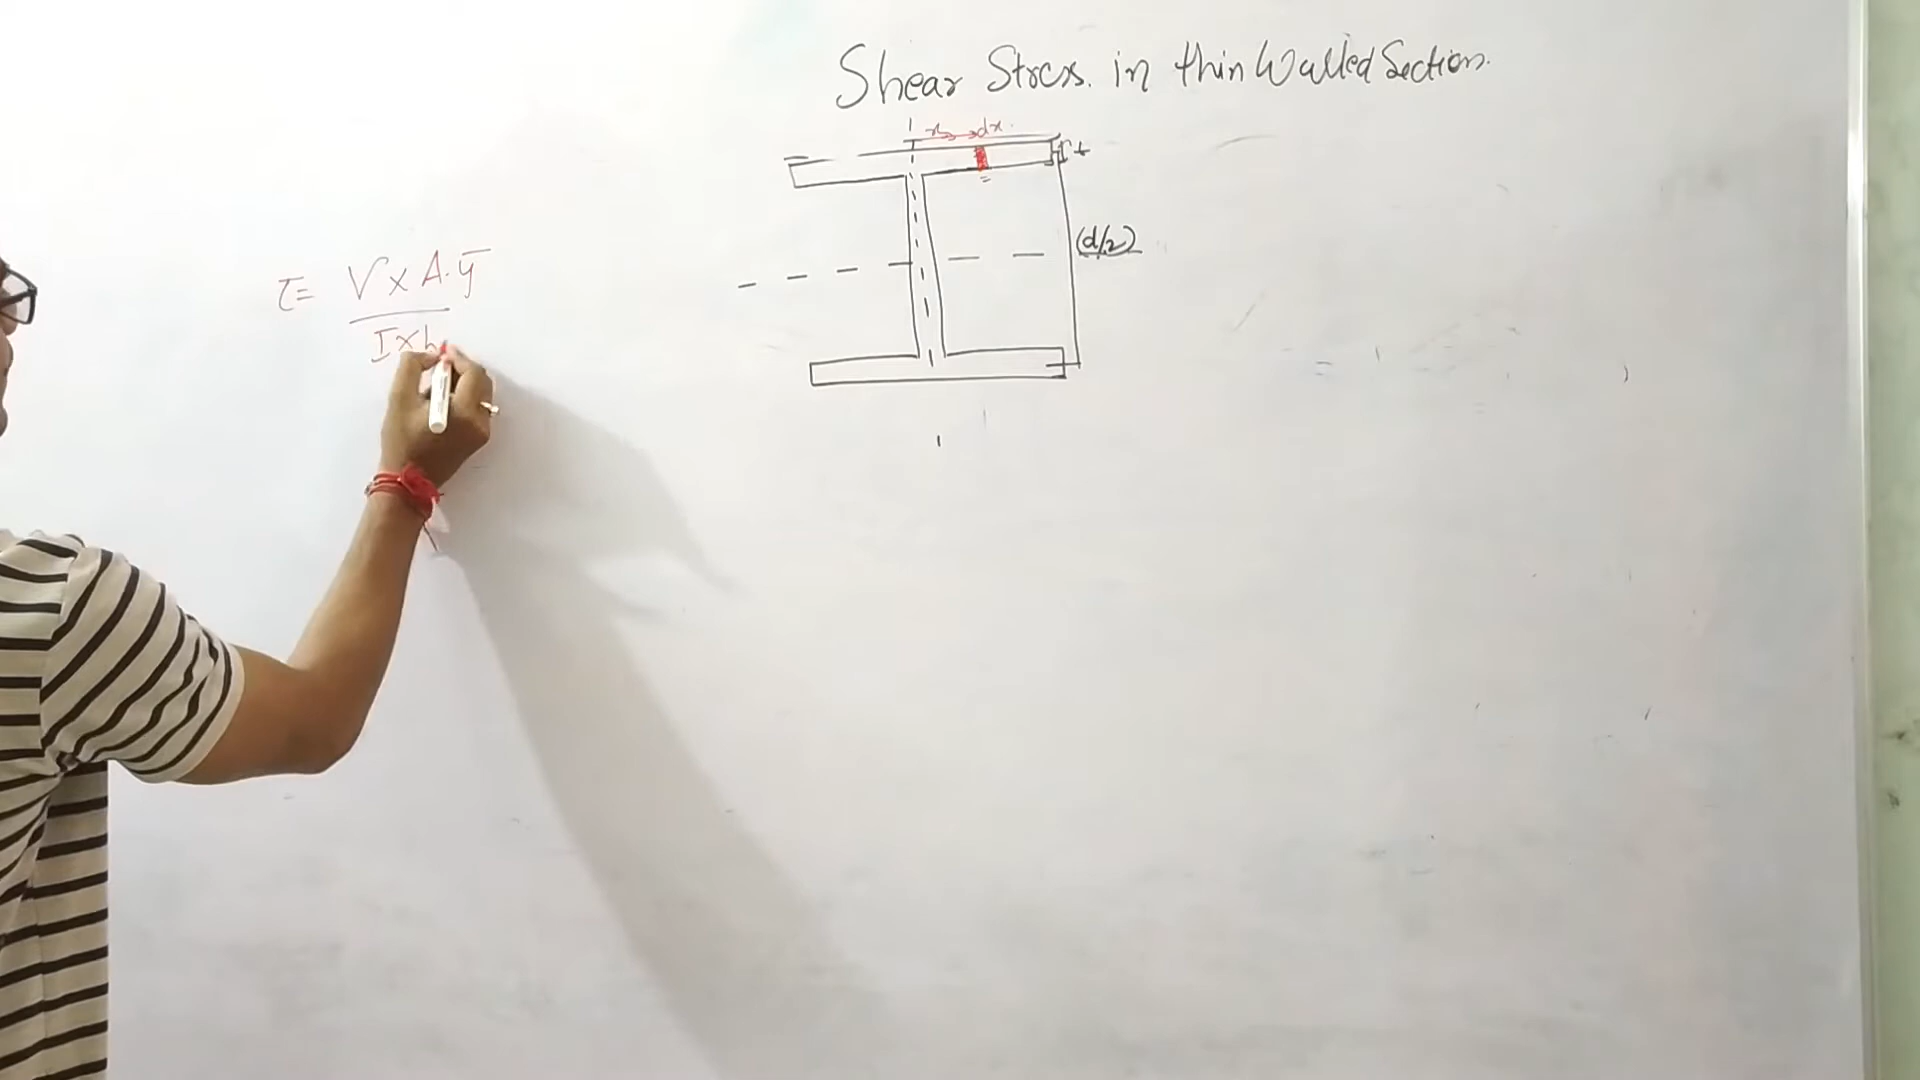 Shear Stress. in thin Walled Section.
x dx.
t
(d/2)
τ = V x A. ȳ
I x b